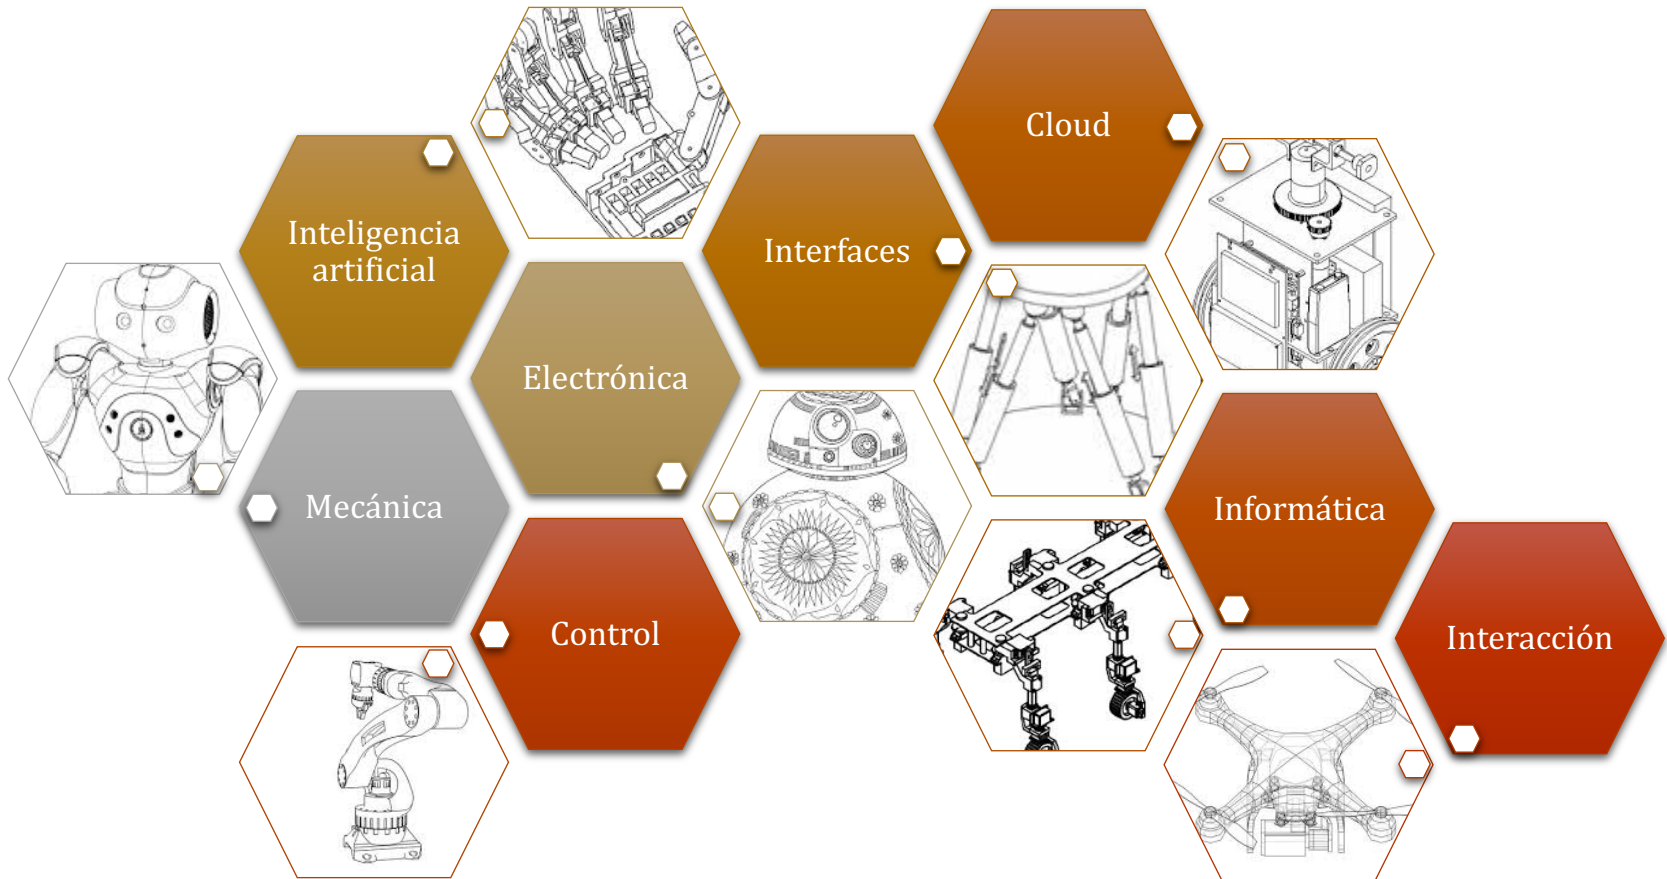 Cloud
Inteligencia
artificial
Interfaces
Electrónica
Mecánica
Informática
Control
Interacción